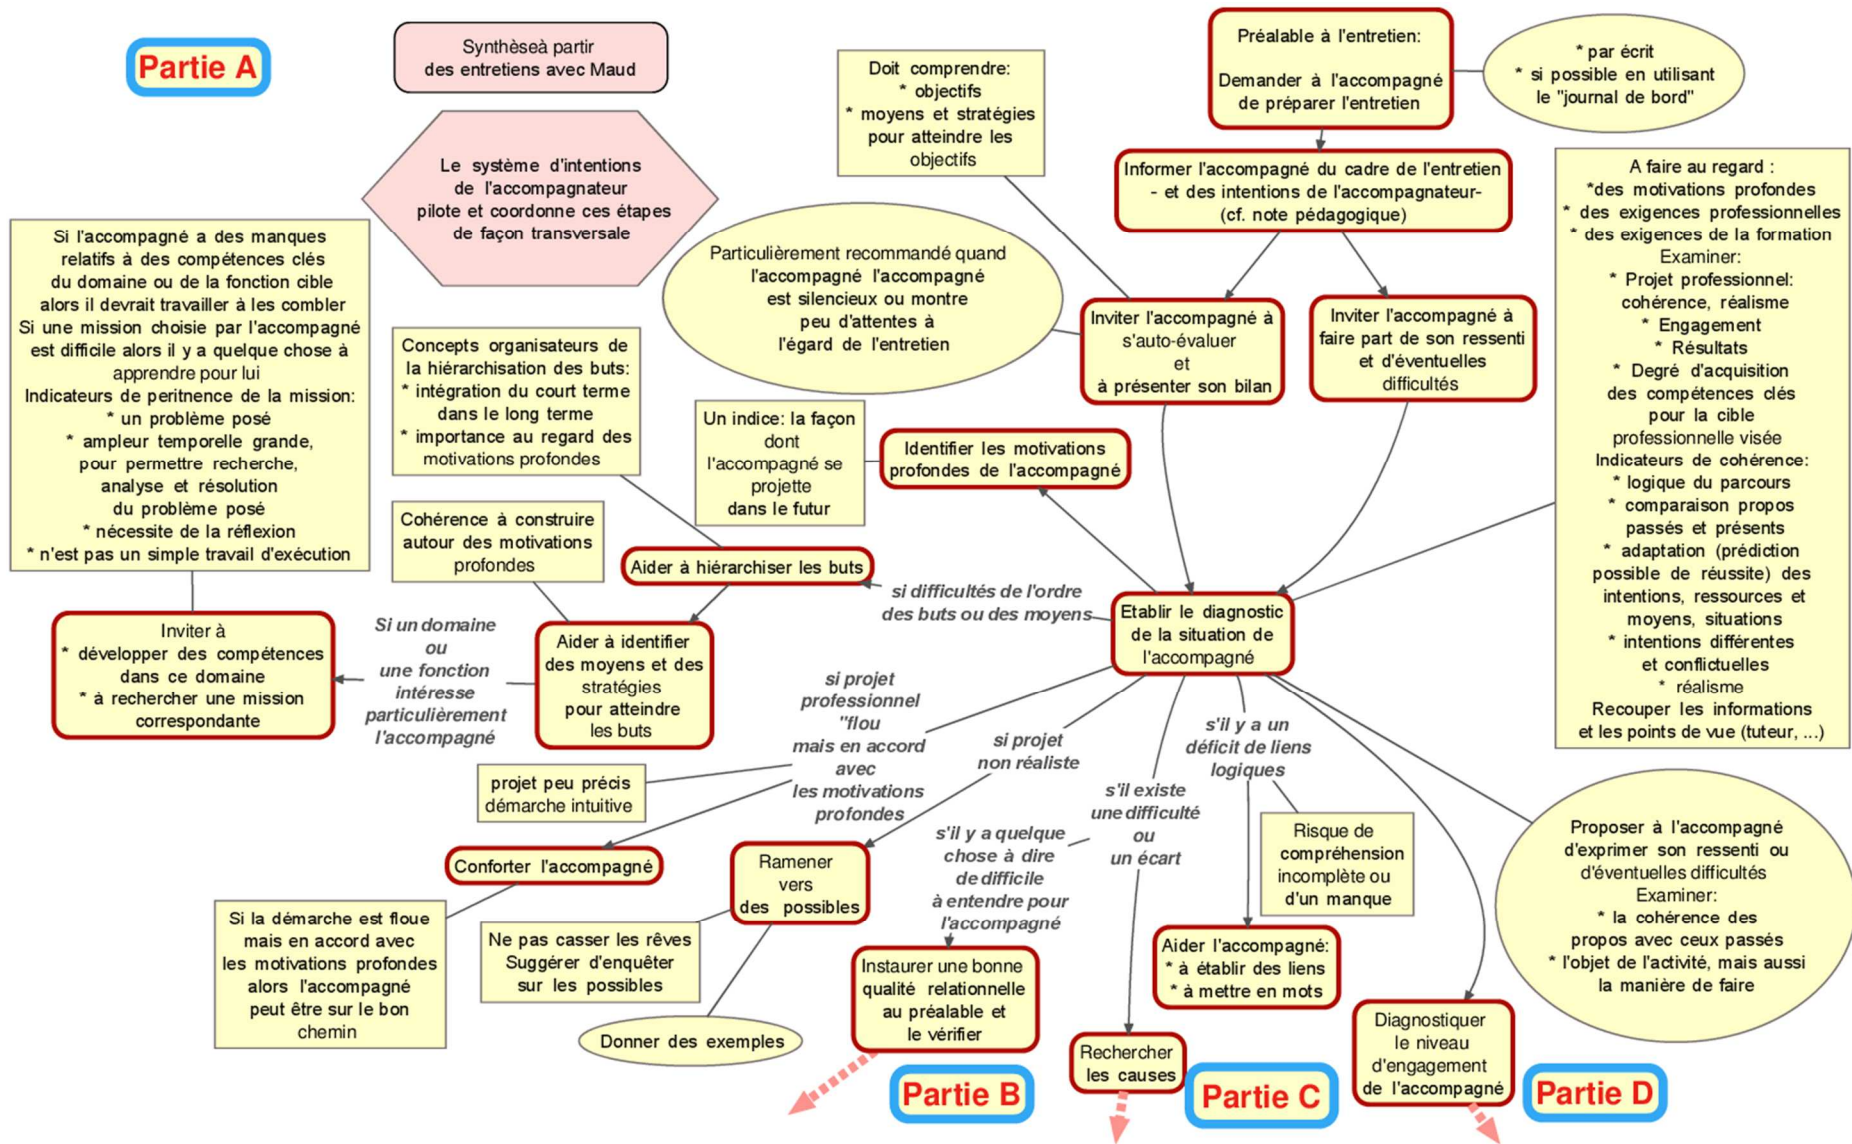 Partie A
Synthèseà partir
des entretiens avec Maud
Le système d'intentions
de l'accompagnateur
pilote et coordonne ces étapes
de façon transversale
Doit comprendre:
* objectifs
* moyens et stratégies
pour atteindre les
objectifs
Préalable à l'entretien:
Demander à l'accompagné
de préparer l'entretien
* par écrit
* si possible en utilisant
le "journal de bord"
Informer l'accompagné du cadre de l'entretien
- et des intentions de l'accompagnateur-
(cf. note pédagogique)
Particulièrement recommandé quand
l'accompagné l'accompagné
est silencieux ou montre
peu d'attentes à
l'égard de l'entretien
Inviter l'accompagné à
s'auto-évaluer
et
à présenter son bilan
Inviter l'accompagné à
faire part de son ressenti
et d'éventuelles
difficultés
A faire au regard :
*des motivations profondes
* des exigences professionnelles
* des exigences de la formation
Examiner:
* Projet professionnel:
cohérence, réalisme
* Engagement
* Résultats
* Degré d'acquisition
des compétences clés
pour la cible
professionnelle visée
Indicateurs de cohérence:
* logique du parcours
* comparaison propos
passés et présents
* adaptation (prédiction
possible de réussite) des
intentions, ressources et
moyens, situations
* intentions différentes
et conflictuelles
* réalisme
Recouper les informations
et les points de vue (tuteur, ...)
Si l'accompagné a des manques
relatifs à des compétences clés
du domaine ou de la fonction cible
alors il devrait travailler à les combler
Si une mission choisie par l'accompagné
est difficile alors il y a quelque chose à
apprendre pour lui
Indicateurs de peritnence de la mission:
* un problème posé
* ampleur temporelle grande,
pour permettre recherche,
analyse et résolution
du problème posé
* nécessite de la réflexion
* n'est pas un simple travail d'exécution
Concepts organisateurs de
la hiérarchisation des buts:
* intégration du court terme
dans le long terme
* importance au regard des
motivations profondes
Un indice: la façon
dont
l'accompagné se
projette
dans le futur
Identifier les motivations
profondes de l'accompagné
Cohérence à construire
autour des motivations
profondes
Aider à hiérarchiser les buts
si difficultés de l'ordre
des buts ou des moyens
Etablir le diagnostic
de la situation de
l'accompagné
Inviter à
* développer des compétences
dans ce domaine
* à rechercher une mission
correspondante
Si un domaine
ou
une fonction
intéresse
particulièrement
l'accompagné
Aider à identifier
des moyens et des
stratégies
pour atteindre
les buts
si projet
professionnel
"flou
mais en accord
avec
les motivations
profondes
si projet
non réaliste
s'il y a un
déficit de liens
logiques
s'il existe
une difficulté
ou
un écart
projet peu précis
démarche intuitive
s'il y a quelque
chose à dire
de difficile
à entendre pour
l'accompagné
Risque de
compréhension
incomplète ou
d'un manque
Proposer à l'accompagné
d'exprimer son ressenti ou
d'éventuelles difficultés
Examiner:
* la cohérence des
propos avec ceux passés
* l'objet de l'activité, mais aussi
la manière de faire
Conforter l'accompagné
Ramener
vers
des possibles
Si la démarche est floue
mais en accord avec
les motivations profondes
alors l'accompagné
peut être sur le bon
chemin
Ne pas casser les rêves
Suggérer d'enquêter
sur les possibles
Donner des exemples
Instaurer une bonne
qualité relationnelle
au préalable et
le vérifier
Aider l'accompagné:
* à établir des liens
* à mettre en mots
Rechercher
les causes
Diagnostiquer
le niveau
d'engagement
de l'accompagné
Partie B
Partie C
Partie D